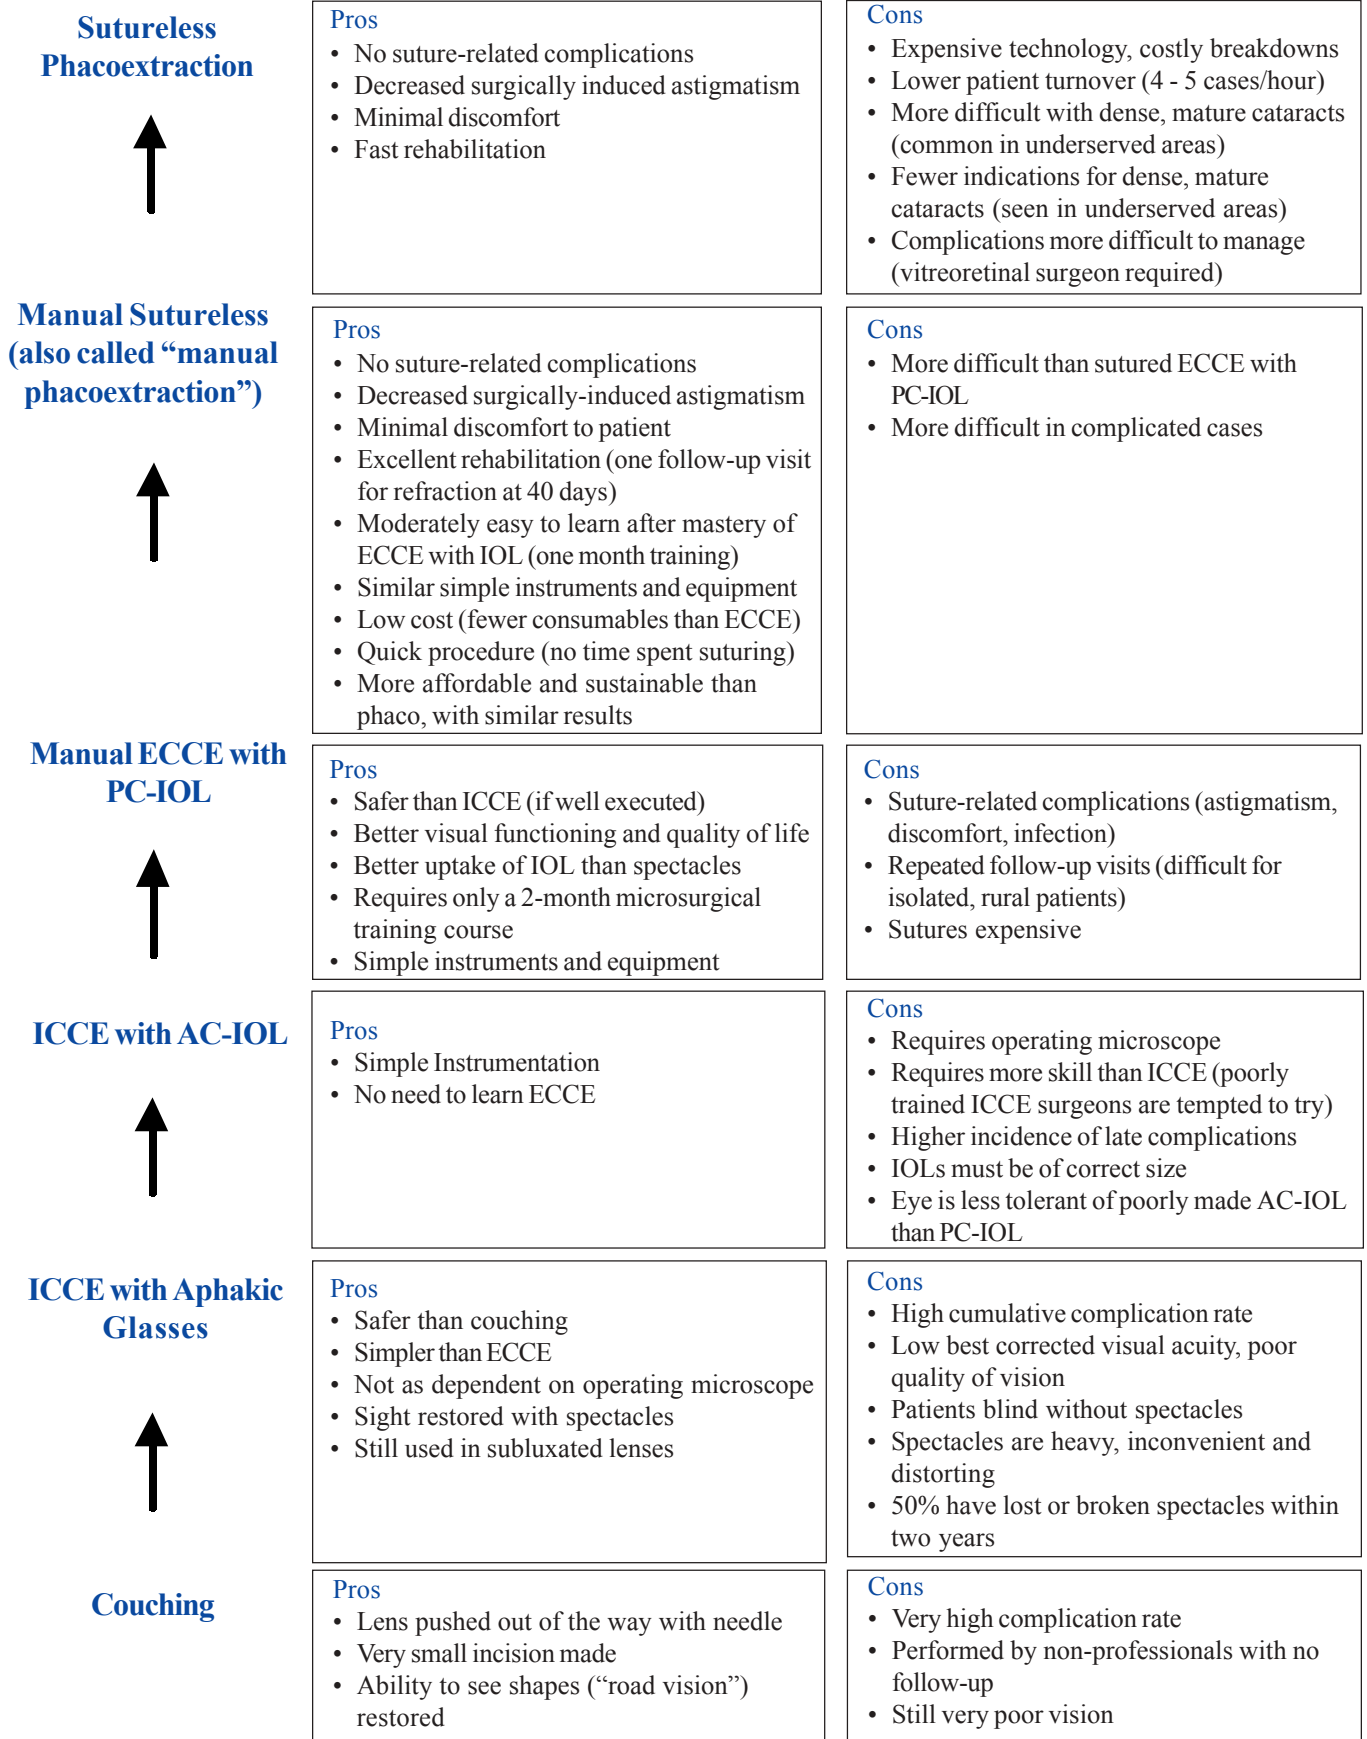 Sutureless
Phacoextraction
Pros
• No suture-related complications
• Decreased surgically induced astigmatism
• Minimal discomfort
• Fast rehabilitation
Cons
• Expensive technology, costly breakdowns
• Lower patient turnover (4 - 5 cases/hour)
• More difficult with dense, mature cataracts
(common in underserved areas)
• Fewer indications for dense, mature
cataracts (seen in underserved areas)
• Complications more difficult to manage
(vitreoretinal surgeon required)
Manual Sutureless
(also called “manual
phacoextraction”)
Pros
• No suture-related complications
• Decreased surgically-induced astigmatism
• Minimal discomfort to patient
• Excellent rehabilitation (one follow-up visit
for refraction at 40 days)
• Moderately easy to learn after mastery of
ECCE with IOL (one month training)
• Similar simple instruments and equipment
• Low cost (fewer consumables than ECCE)
• Quick procedure (no time spent suturing)
• More affordable and sustainable than
phaco, with similar results
Cons
• More difficult than sutured ECCE with
PC-IOL
• More difficult in complicated cases
Manual ECCE with
PC-IOL
Pros
• Safer than ICCE (if well executed)
• Better visual functioning and quality of life
• Better uptake of IOL than spectacles
• Requires only a 2-month microsurgical
training course
• Simple instruments and equipment
Cons
• Suture-related complications (astigmatism,
discomfort, infection)
• Repeated follow-up visits (difficult for
isolated, rural patients)
• Sutures expensive
ICCE with AC-IOL
Pros
• Simple Instrumentation
• No need to learn ECCE
Cons
• Requires operating microscope
• Requires more skill than ICCE (poorly
trained ICCE surgeons are tempted to try)
• Higher incidence of late complications
• IOLs must be of correct size
• Eye is less tolerant of poorly made AC-IOL
than PC-IOL
ICCE with Aphakic
Glasses
Pros
• Safer than couching
• Simpler than ECCE
• Not as dependent on operating microscope
• Sight restored with spectacles
• Still used in subluxated lenses
Cons
• High cumulative complication rate
• Low best corrected visual acuity, poor
quality of vision
• Patients blind without spectacles
• Spectacles are heavy, inconvenient and
distorting
• 50% have lost or broken spectacles within
two years
Couching
Pros
• Lens pushed out of the way with needle
• Very small incision made
• Ability to see shapes (“road vision”)
restored
Cons
• Very high complication rate
• Performed by non-professionals with no
follow-up
• Still very poor vision